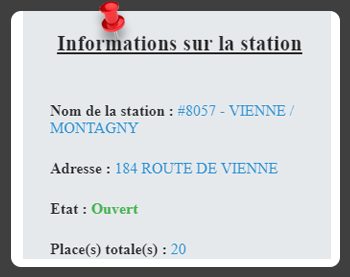 Informations sur la station
Nom de la station : #8057 - VIENNE /
MONTAGNY
Adresse : 184 ROUTE DE VIENNE
Etat : Ouvert
Place(s) totale(s) : 20